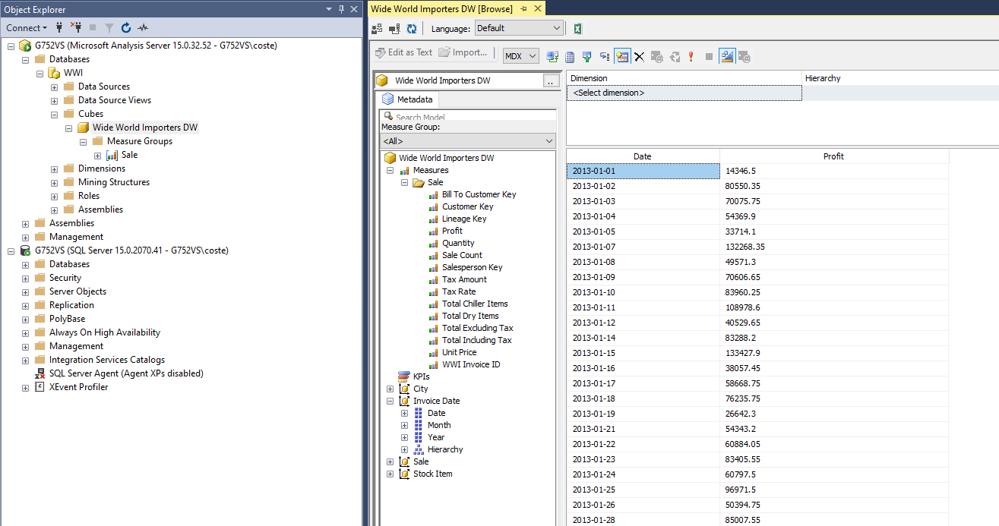 Object Explorer
Connect
G752VS (Microsoft Analysis Server 15.0.32.52 - G752VS\coste)
Databases
WWI
Data Sources
Data Source Views
Cubes
Wide World Importers DW
Measure Groups
Sale
Dimensions
Mining Structures
Roles
Assemblies
Assemblies
Management
G752VS (SQL Server 15.0.2070.41 - G752VS\coste)
Databases
Security
Server Objects
Replication
PolyBase
Always On High Availability
Management
Integration Services Catalogs
SQL Server Agent (Agent XPs disabled)
XEvent Profiler
Wide World Importers DW [Browse]
Language: Default
Edit as Text Import... MDX
Wide World Importers DW ..
Metadata
Search Model
Measure Group:
<All>
Wide World Importers DW
Measures
Sale
Bill To Customer Key
Customer Key
Lineage Key
Profit
Quantity
Sale Count
Salesperson Key
Tax Amount
Tax Rate
Total Chiller Items
Total Dry Items
Total Excluding Tax
Total Including Tax
Unit Price
WWI Invoice ID
KPIs
City
Invoice Date
Date
Month
Year
Hierarchy
Sale
Stock Item
Dimension Hierarchy
<Select dimension>
Date Profit
2013-01-01 14346.5
2013-01-02 80550.35
2013-01-03 70075.75
2013-01-04 54369.9
2013-01-05 33714.1
2013-01-07 132268.35
2013-01-08 49571.3
2013-01-09 70606.65
2013-01-10 83960.25
2013-01-11 108978.6
2013-01-12 40529.65
2013-01-14 83288.2
2013-01-15 133427.9
2013-01-16 38057.45
2013-01-17 58668.75
2013-01-18 76235.75
2013-01-19 26642.3
2013-01-21 54343.2
2013-01-22 60884.05
2013-01-23 83405.55
2013-01-24 60797.5
2013-01-25 96971.5
2013-01-26 50394.75
2013-01-28 85007.55